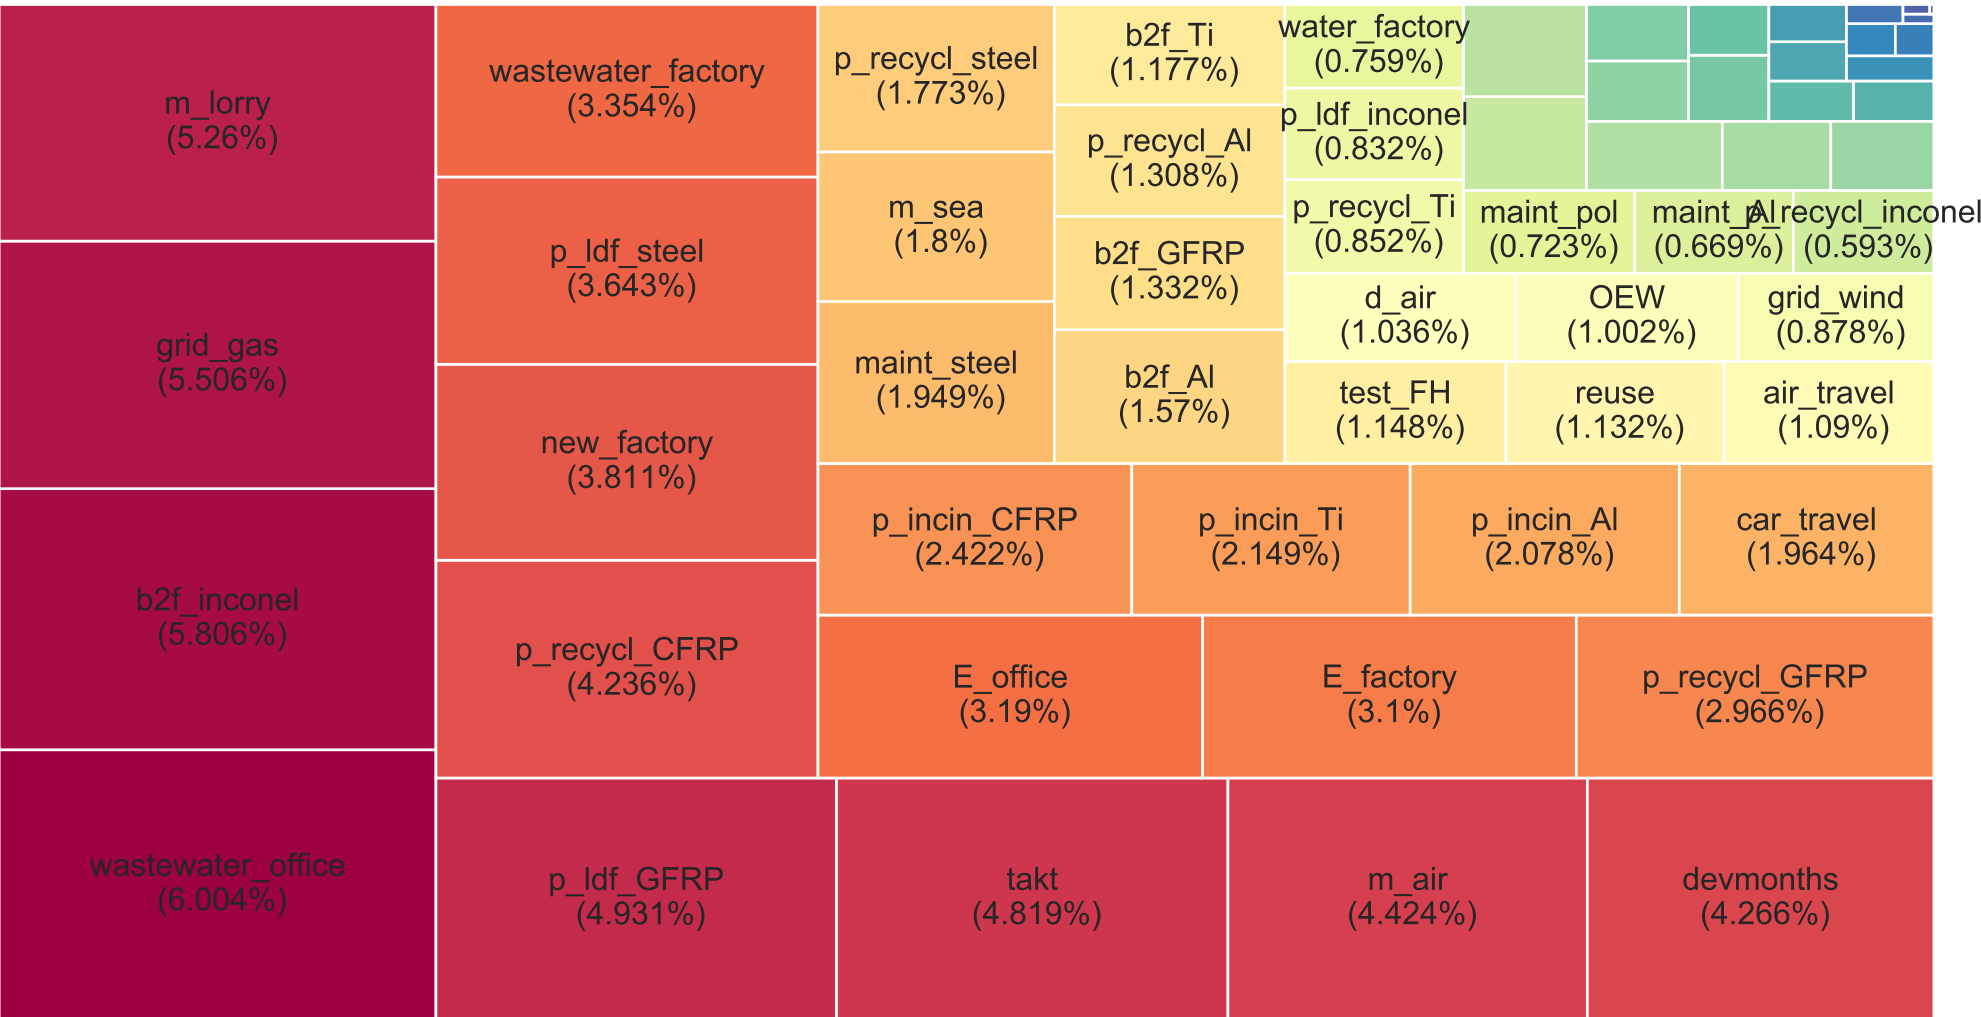 m_lorry
(5.26%)
grid_gas
(5.506%)
b2f_inconel
(5.806%)
wastewater_office
(6.004%)
wastewater_factory
(3.354%)
p_ldf_steel
(3.643%)
new_factory
(3.811%)
p_recycl_CFRP
(4.236%)
p_ldf_GFRP
(4.931%)
takt
(4.819%)
m_air
(4.424%)
devmonths
(4.266%)
E_office
(3.19%)
E_factory
(3.1%)
p_recycl_GFRP
(2.966%)
p_incin_CFRP
(2.422%)
p_incin_Ti
(2.149%)
p_incin_Al
(2.078%)
car_travel
(1.964%)
p_recycl_steel
(1.773%)
m_sea
(1.8%)
maint_steel
(1.949%)
b2f_Ti
(1.177%)
p_recycl_Al
(1.308%)
b2f_GFRP
(1.332%)
b2f_Al
(1.57%)
water_factory
(0.759%)
p_ldf_inconel
(0.832%)
p_recycl_Ti
(0.852%)
maint_pol
(0.723%)
maint_Al
(0.669%)
p_recycl_inconel
(0.593%)
d_air
(1.036%)
OEW
(1.002%)
grid_wind
(0.878%)
test_FH
(1.148%)
reuse
(1.132%)
air_travel
(1.09%)